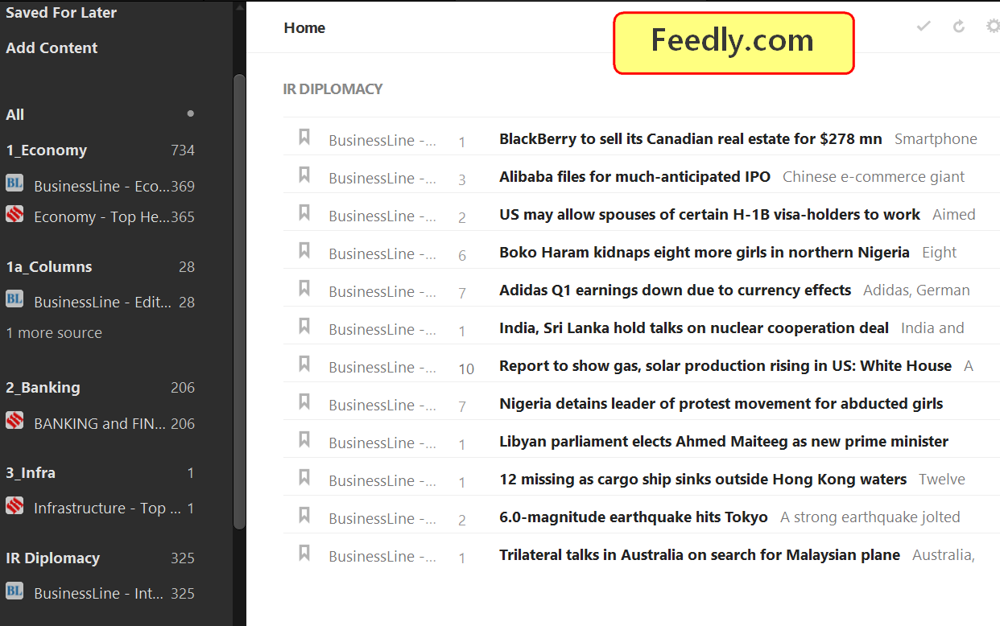 Saved For Later
Add Content
All
1_Economy 734
BL BusinessLine - Eco...369
Economy - Top He...365
1a_Columns 28
BL BusinessLine - Edit... 28
1 more source
2_Banking 206
BANKING and FIN... 206
3_Infra 1
Infrastructure - Top ... 1
IR Diplomacy 325
BL BusinessLine - Int... 325
Home
Feedly.com
IR DIPLOMACY
BusinessLine -... 1 BlackBerry to sell its Canadian real estate for $278 mn Smartphone
BusinessLine -... 3 Alibaba files for much-anticipated IPO Chinese e-commerce giant
BusinessLine -... 2 US may allow spouses of certain H-1B visa-holders to work Aimed
BusinessLine -... 6 Boko Haram kidnaps eight more girls in northern Nigeria Eight
BusinessLine -... 7 Adidas Q1 earnings down due to currency effects Adidas, German
BusinessLine -... 1 India, Sri Lanka hold talks on nuclear cooperation deal India and
BusinessLine -... 10 Report to show gas, solar production rising in US: White House A
BusinessLine -... 7 Nigeria detains leader of protest movement for abducted girls
BusinessLine -... 1 Libyan parliament elects Ahmed Maiteeg as new prime minister
BusinessLine -... 1 12 missing as cargo ship sinks outside Hong Kong waters Twelve
BusinessLine -... 2 6.0-magnitude earthquake hits Tokyo A strong earthquake jolted
BusinessLine -... 1 Trilateral talks in Australia on search for Malaysian plane Australia,